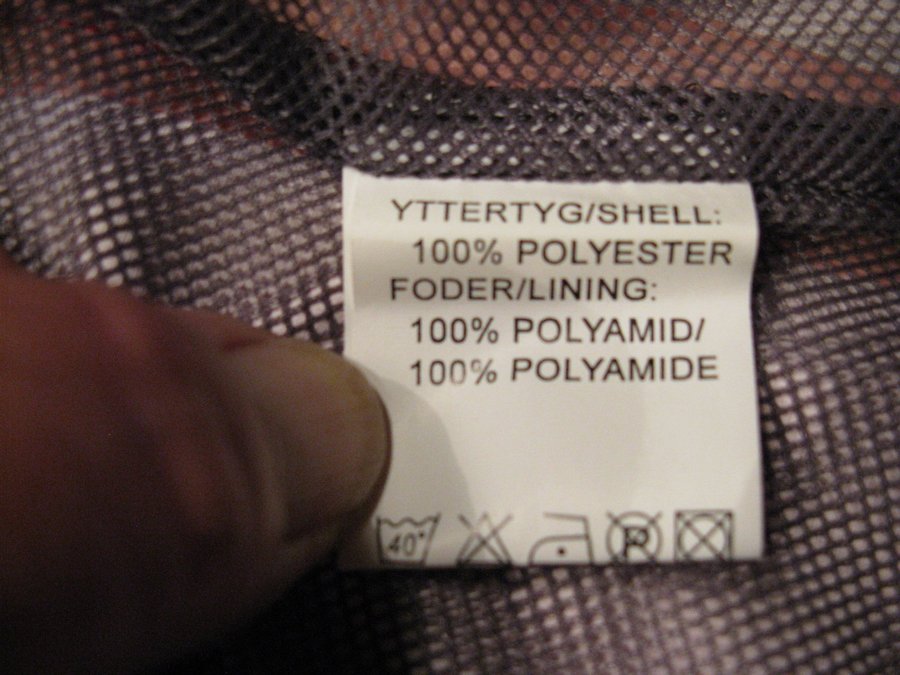 YTTERTYG/SHELL:
100% POLYESTER
FODER/LINING:
100% POLYAMID/
100% POLYAMIDE
40° P